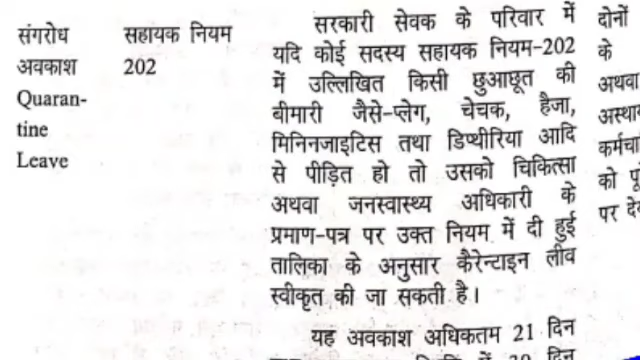 संगरोध
अवकाश
Quaran-
tine
Leave
सहायक नियम
202
सरकारी सेवक के परिवार में
यदि कोई सदस्य सहायक नियम-202
में उल्लिखित किसी छुआछूत की
बीमारी जैसे-प्लेग, चेचक, हैजा,
मिनिनजाइटिस तथा डिप्थीरिया आदि
से पीड़ित हो तो उसको चिकित्सा
अथवा जनस्वास्थ्य अधिकारी के
प्रमाण-पत्र पर उक्त नियम में दी हुई
तालिका के अनुसार कैरेन्टाइन लीव
स्वीकृत की जा सकती है।
यह अवकाश अधिकतम 21 दिन
में 30 दिन
दोनों
के
अथवा
को
पर